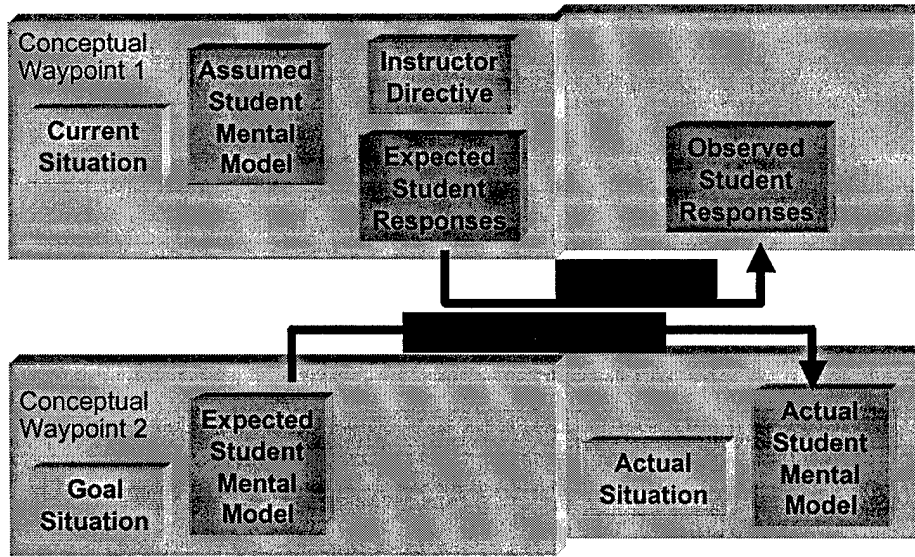 Conceptual
Waypoint 1
Current
Situation
Assumed
Student
Mental
Model
Instructor
Directive
Expected
Student
Responses
Observed
Student
Responses
Conceptual
Waypoint 2
Goal
Situation
Expected
Student
Mental
Model
Actual
Situation
Actual
Student
Mental
Model